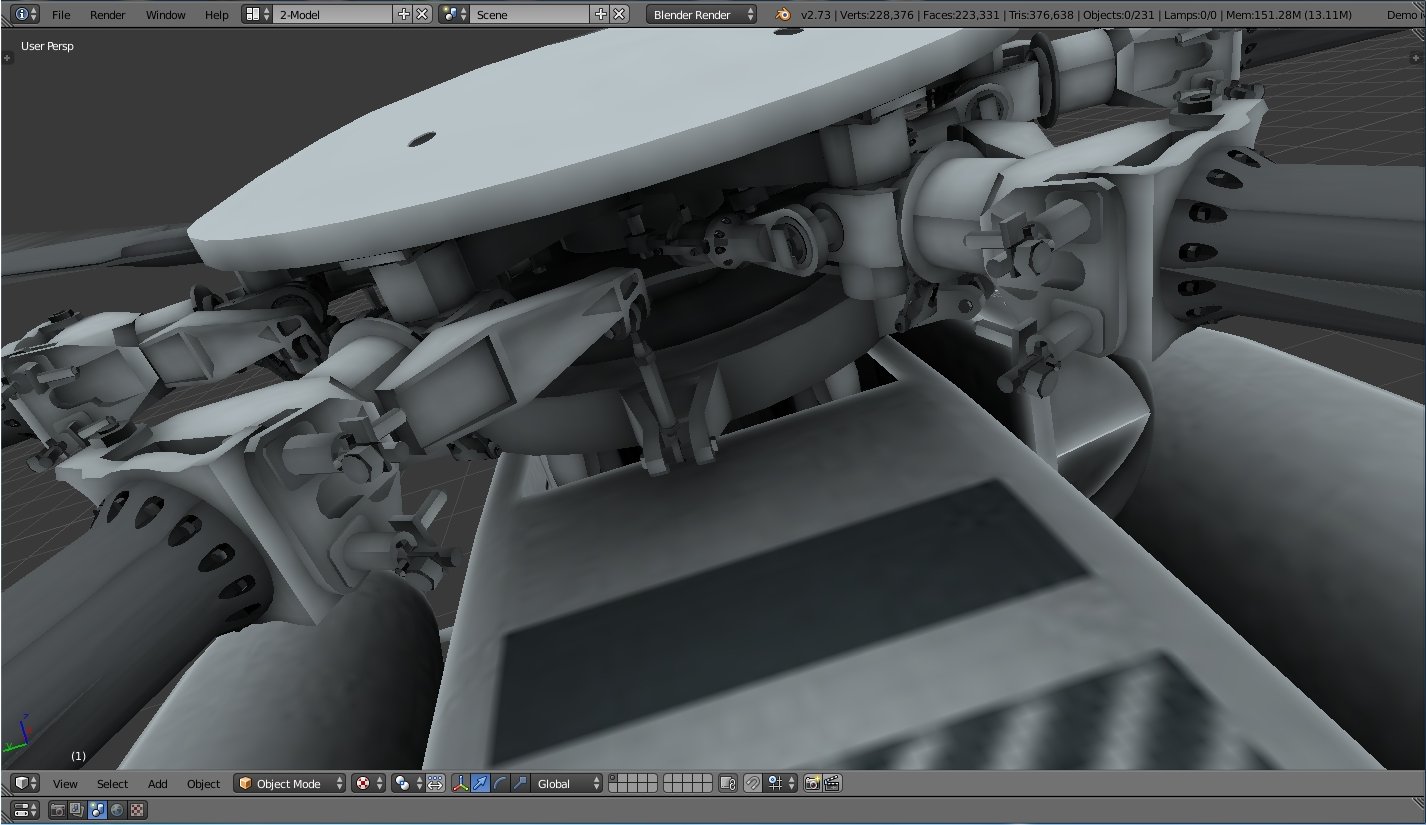 File Render Window Help 2-Model Scene Blender Render v2.73 | Verts:228,376 | Faces:223,331 | Tris:376,638 | Objects:0/231 | Lamps:0/0 | Mem:151.28M (13.11M) Demo
User Persp
(1)
View Select Add Object Object Mode Global